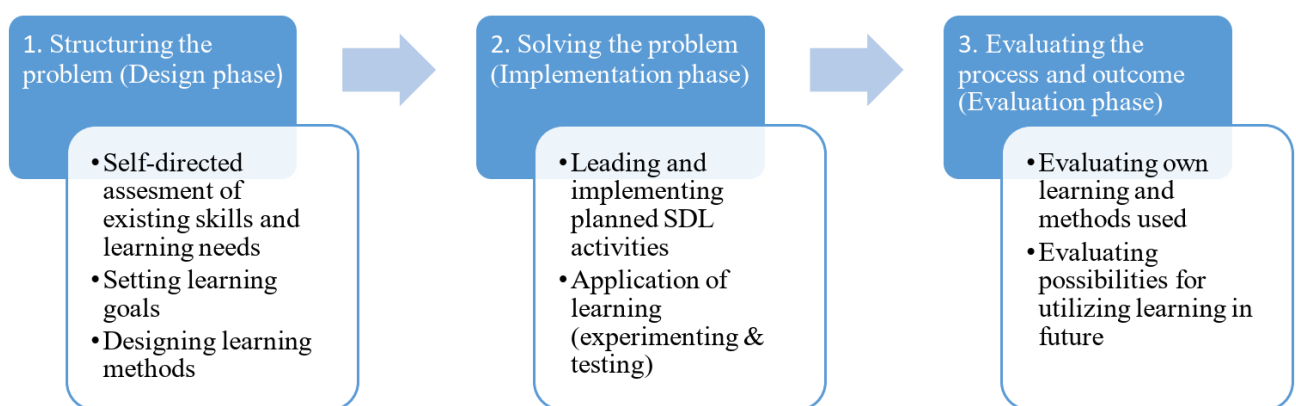 1. Structuring the
problem (Design phase)
•Self-directed
assesment of
existing skills and
learning needs
•Setting learning
goals
•Designing learning
methods
2. Solving the problem
(Implementation phase)
•Leading and
implementing
planned SDL
activities
•Application of
learning
(experimenting &
testing)
3. Evaluating the
process and outcome
(Evaluation phase)
•Evaluating own
learning and
methods used
•Evaluating
possibilities for
utilizing learning in
future